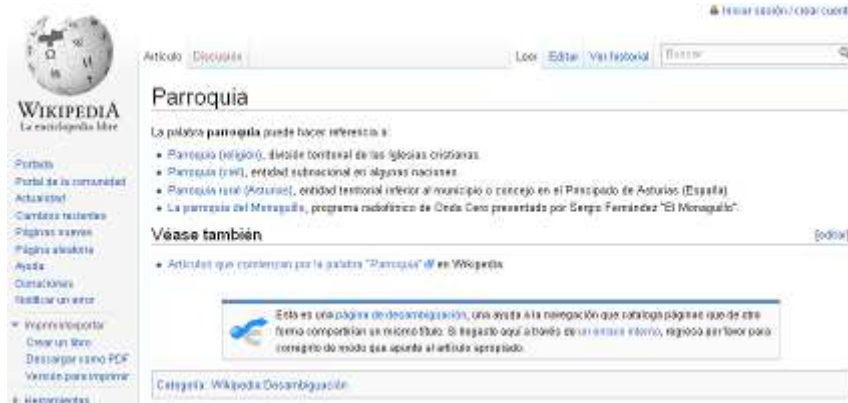 Iniciar sesión / crear cuent
Artículo Discusión Leer Editar Ver historial Buscar
WIKIPEDIA
La enciclopedia libre
Parroquia
La palabra parroquia puede hacer referencia a:
Parroquia (religión), división territorial de las Iglesias cristianas.
Parroquia (civil), entidad subnacional en algunas naciones.
Parroquia rural (Asturias), entidad territorial inferior al municipio o concejo en el Principado de Asturias (España).
La parroquia del Monaguillo, programa radiofónico de Onda Cero presentado por Sergio Fernández "El Monaguillo".
Véase también [editar]
Artículos que comienzan por la palabra "Parroquia" en Wikipedia
Esta es una página de desambiguación, una ayuda a la navegación que cataloga páginas que de otra
forma compartirían un mismo título. Si llegaste aquí a través de un enlace interno, regresa por favor para
corregirlo de modo que apunte al artículo apropiado.
Categoría: Wikipedia:Desambiguación
Portada
Portal de la comunidad
Actualidad
Cambios recientes
Páginas nuevas
Página aleatoria
Ayuda
Donaciones
Notificar un error
Imprimir/exportar
Crear un libro
Descargar como PDF
Versión para imprimir
Herramientas